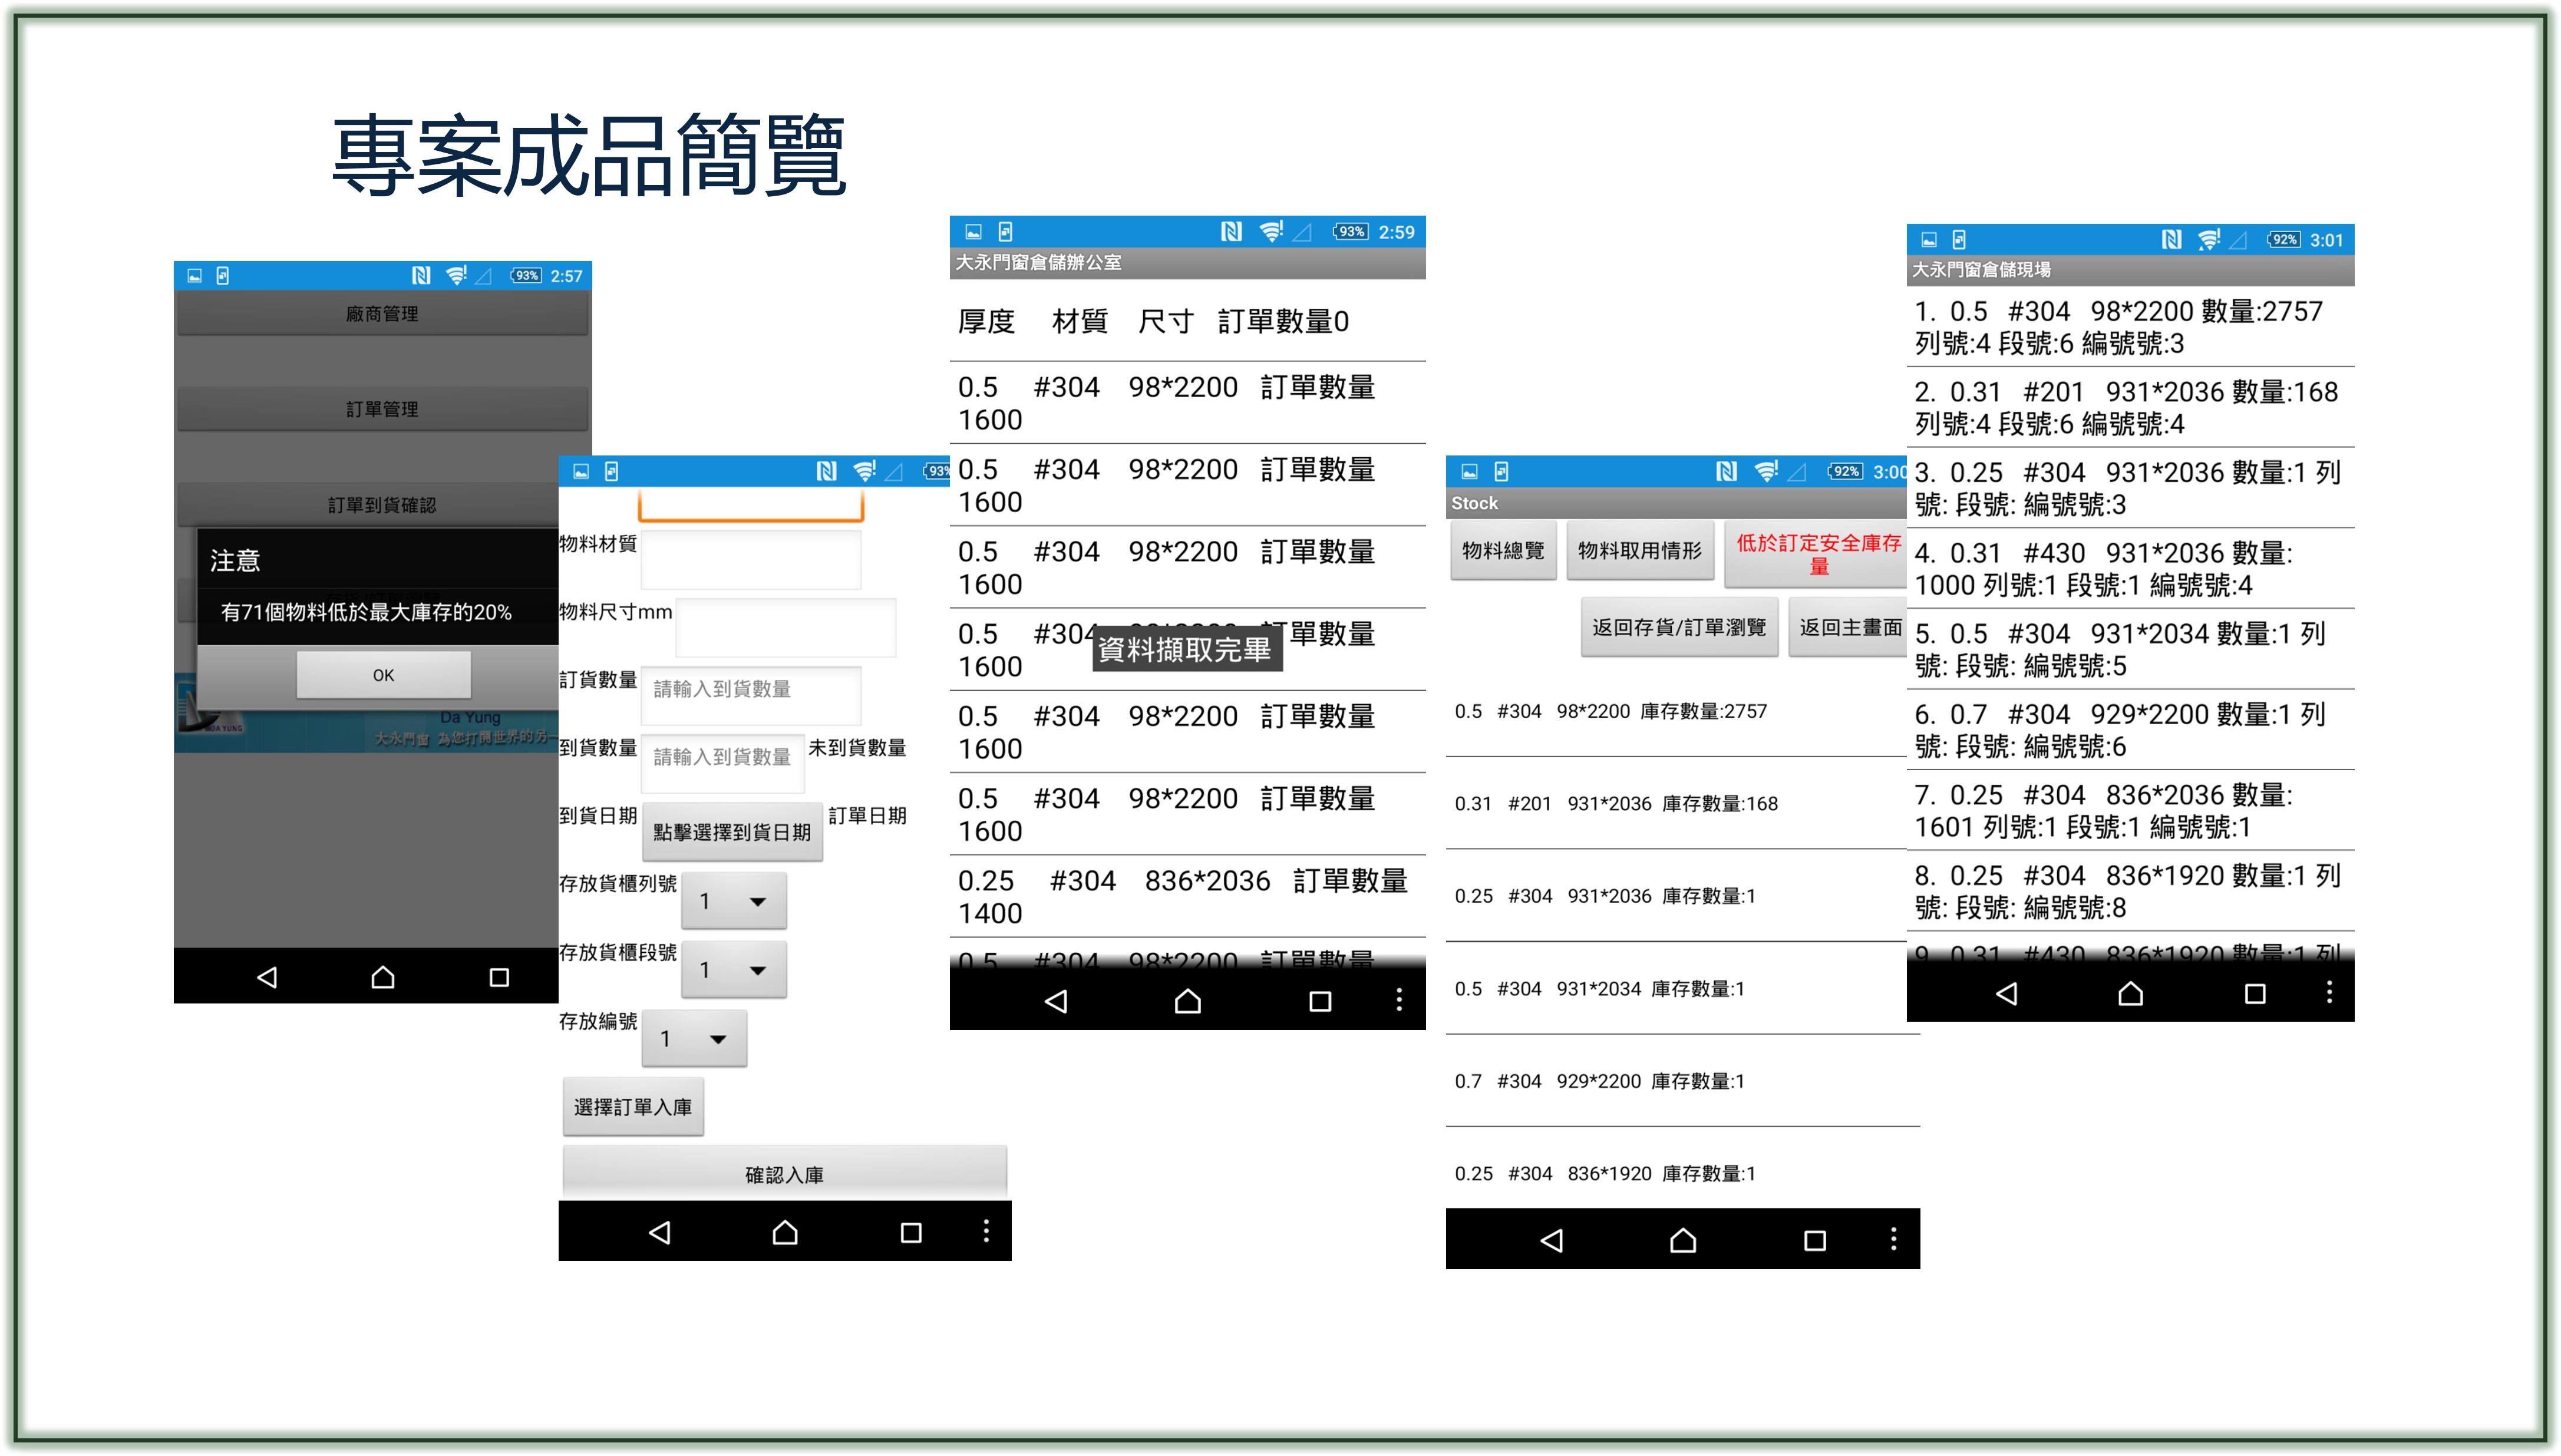 專案成品簡覽
93% 2:57
廠商管理
訂單管理
訂單到貨確認
注意
有71個物料低於最大庫存的20%
OK
DA YUNG
Da Yung
大永門窗 為您打開世界的另一
93%
物料材質
物料尺寸mm
訂貨數量 請輸入到貨數量
到貨數量 請輸入到貨數量 未到貨數量
到貨日期 點擊選擇到貨日期 訂單日期
存放貨櫃列號 1
存放貨櫃段號 1
存放編號 1
選擇訂單入庫
確認入庫
93% 2:59
大永門窗倉儲辦公室
厚度 材質 尺寸 訂單數量0
0.5 #304 98*2200 訂單數量
1600
0.5 #304 98*2200 訂單數量
1600
0.5 #304 98*2200 訂單數量
1600
0.5 #304 訂單數量
1600
資料擷取完畢
0.5 #304 98*2200 訂單數量
1600
0.5 #304 98*2200 訂單數量
1600
0.25 #304 836*2036 訂單數量
1400
0.5 #304 98*2200 訂單數量
92% 3:00
Stock
物料總覽 物料取用情形 低於訂定安全庫存
量
返回存貨/訂單瀏覽 返回主畫面
0.5 #304 98*2200 庫存數量:2757
0.31 #201 931*2036 庫存數量:168
0.25 #304 931*2036 庫存數量:1
0.5 #304 931*2034 庫存數量:1
0.7 #304 929*2200 庫存數量:1
0.25 #304 836*1920 庫存數量:1
92% 3:01
大永門窗倉儲現場
1. 0.5 #304 98*2200 數量:2757
列號:4 段號:6 編號號:3
2. 0.31 #201 931*2036 數量:168
列號:4 段號:6 編號號:4
3. 0.25 #304 931*2036 數量:1 列
號: 段號: 編號號:3
4. 0.31 #430 931*2036 數量:
1000 列號:1 段號:1 編號號:4
5. 0.5 #304 931*2034 數量:1 列
號: 段號: 編號號:5
6. 0.7 #304 929*2200 數量:1 列
號: 段號: 編號號:6
7. 0.25 #304 836*2036 數量:
1601 列號:1 段號:1 編號號:1
8. 0.25 #304 836*1920 數量:1 列
號: 段號: 編號號:8
9. 0.31 #430 836*1920 數量:1 列